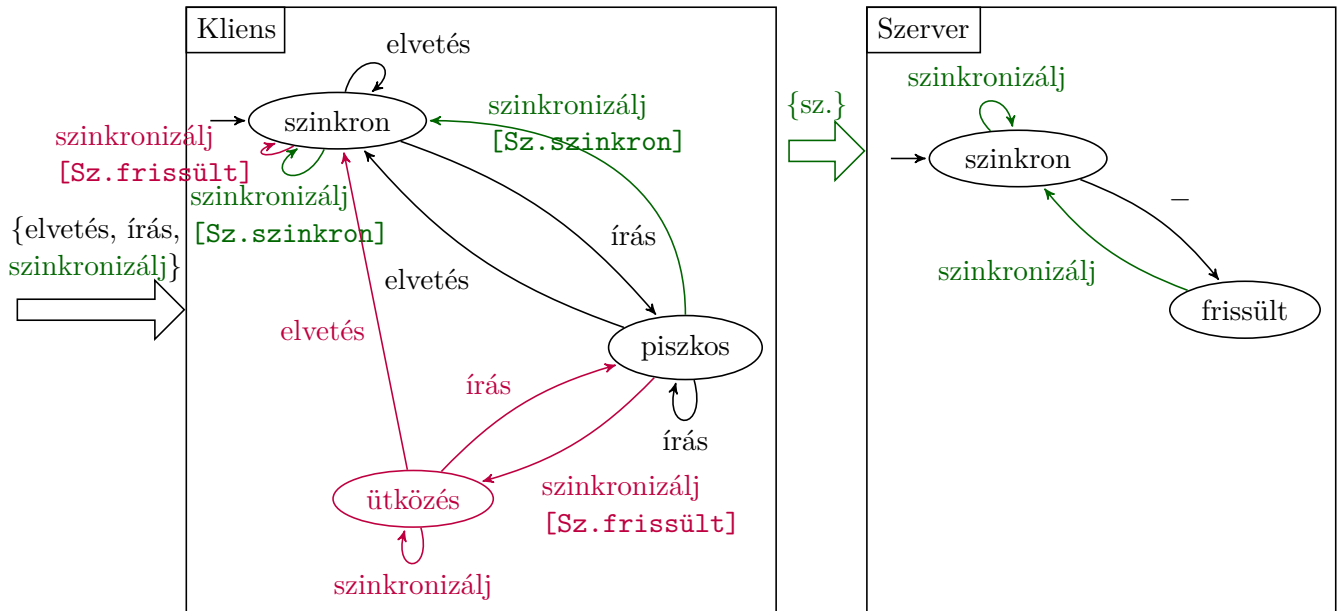 Kliens
elvetés
szinkron
szinkronizálj
[Sz.szinkron]
szinkronizálj
[Sz.frissült]
szinkronizálj
[Sz.szinkron]
{elvetés, írás,
szinkronizálj}
írás
elvetés
elvetés
piszkos
írás
írás
ütközés
szinkronizálj
[Sz.frissült]
szinkronizálj
{sz.}
Szerver
szinkronizálj
szinkron
–
szinkronizálj
frissült